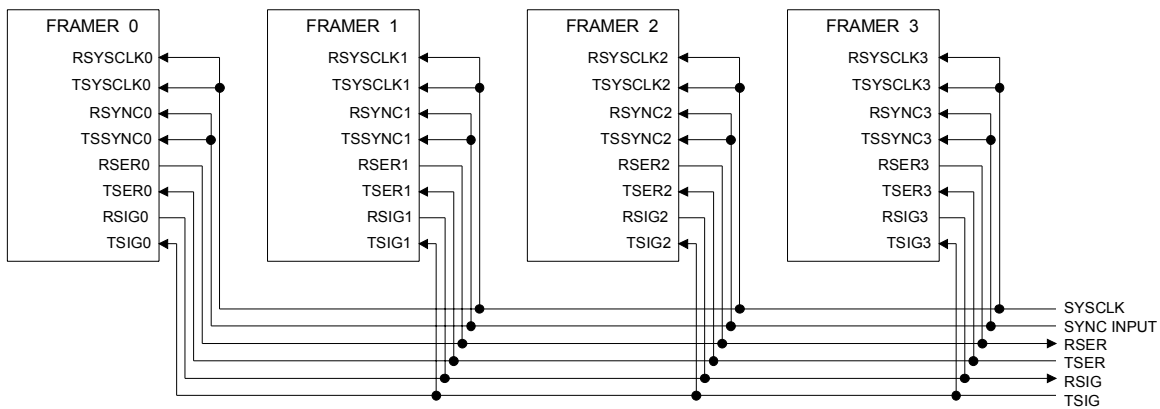 FRAMER 0
RSYSCLK0
TSYSCLK0
RSYNC0
TSSYNC0
RSER0
TSER0
RSIG0
TSIG0
FRAMER 1
RSYSCLK1
TSYSCLK1
RSYNC1
TSSYNC1
RSER1
TSER1
RSIG1
TSIG1
FRAMER 2
RSYSCLK2
TSYSCLK2
RSYNC2
TSSYNC2
RSER2
TSER2
RSIG2
TSIG2
FRAMER 3
RSYSCLK3
TSYSCLK3
RSYNC3
TSSYNC3
RSER3
TSER3
RSIG3
TSIG3
SYSCLK
SYNC INPUT
RSER
TSER
RSIG
TSIG